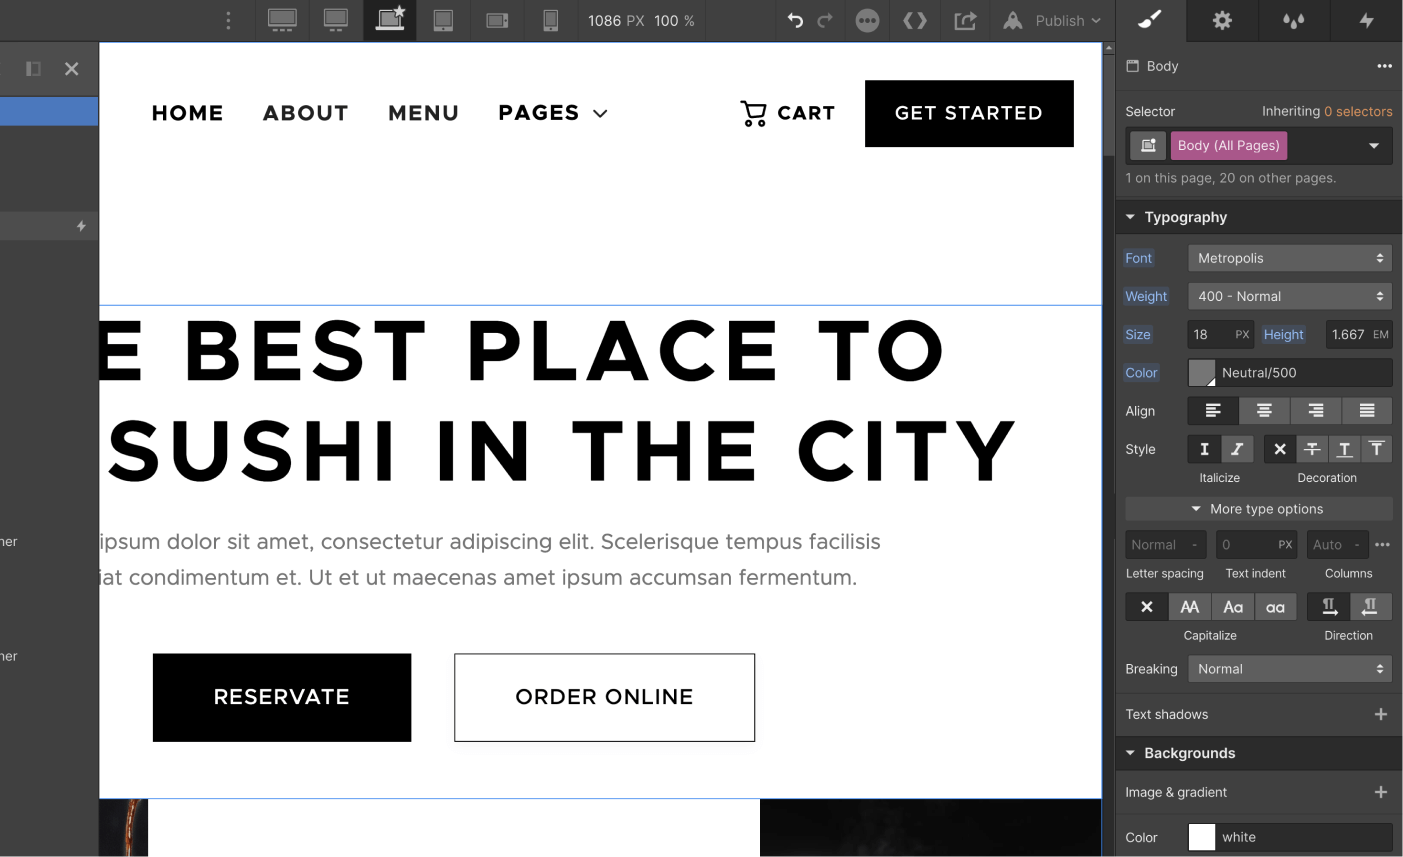 1086 PX 100 %
Publish
HOME ABOUT MENU PAGES CART GET STARTED
E BEST PLACE TO
SUSHI IN THE CITY
ipsum dolor sit amet, consectetur adipiscing elit. Scelerisque tempus facilisis
iat condimentum et. Ut et ut maecenas amet ipsum accumsan fermentum.
RESERVATE ORDER ONLINE
ner
ner
Body
Selector Inheriting 0 selectors
Body (All Pages)
1 on this page, 20 on other pages.
Typography
Font Metropolis
Weight 400 - Normal
Size 18 PX Height 1.667 EM
Color Neutral/500
Align
Style
Italicize Decoration
More type options
Normal - 0 PX Auto -
Letter spacing Text indent Columns
AA Aa aa
Capitalize Direction
Breaking Normal
Text shadows
Backgrounds
Image & gradient
Color white